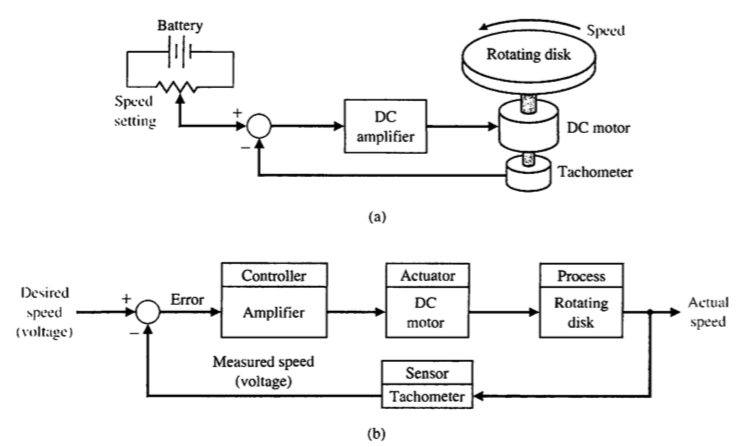 Battery
Speed
Rotating disk
Speed
setting
+
−
DC
amplifier
DC motor
Tachometer
(a)
Controller
Actuator
Process
Desired
speed
(voltage)
+
−
Error
Amplifier
DC
motor
Rotating
disk
Actual
speed
Measured speed
(voltage)
Sensor
Tachometer
(b)